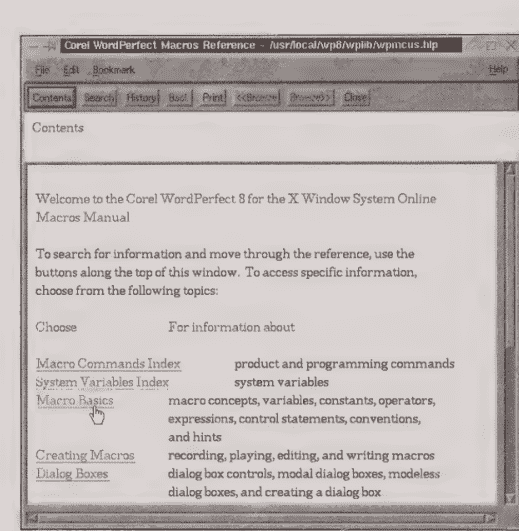 Corel WordPerfect Macros Reference - /usr/local/wp8/wplib/wpmcus.hlp
File Edit Bookmark Help
Contents Search History Back Print <<Browse Browse>> Close
Contents
Welcome to the Corel WordPerfect 8 for the X Window System Online
Macros Manual
To search for information and move through the reference, use the
buttons along the top of this window. To access specific information,
choose from the following topics:
Choose For information about
Macro Commands Index product and programming commands
System Variables Index system variables
Macro Basics macro concepts, variables, constants, operators,
expressions, control statements, conventions,
and hints
Creating Macros recording, playing, editing, and writing macros
Dialog Boxes dialog box controls, modal dialog boxes, modeless
dialog boxes, and creating a dialog box